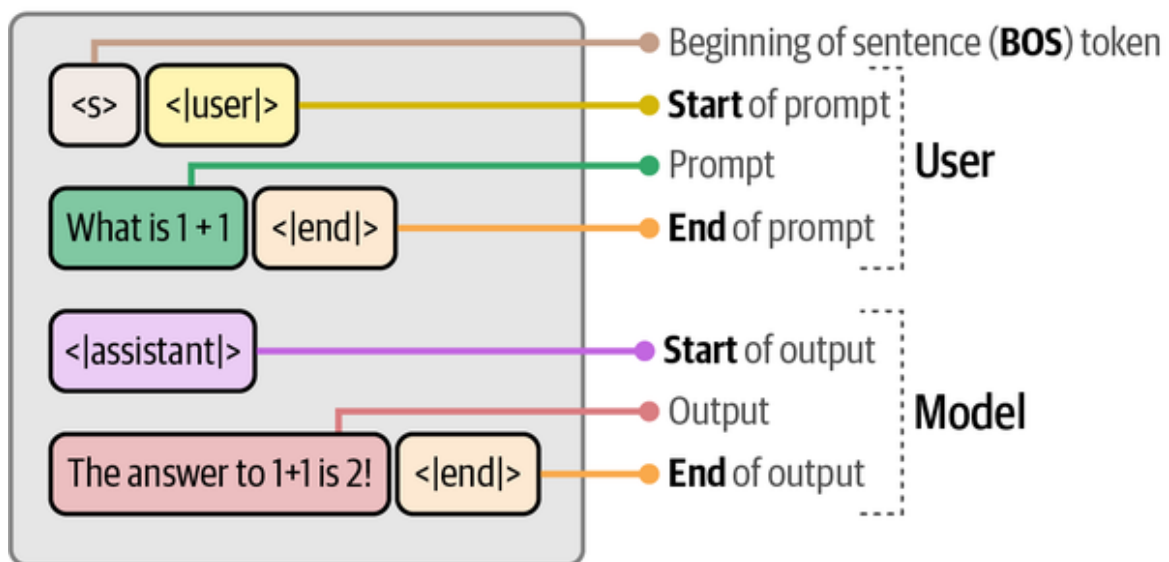 Beginning of sentence (BOS) token
<s> <|user|> Start of prompt
Prompt
User
What is 1 + 1 <|end|> End of prompt
<|assistant|> Start of output
Output
Model
The answer to 1+1 is 2! <|end|> End of output